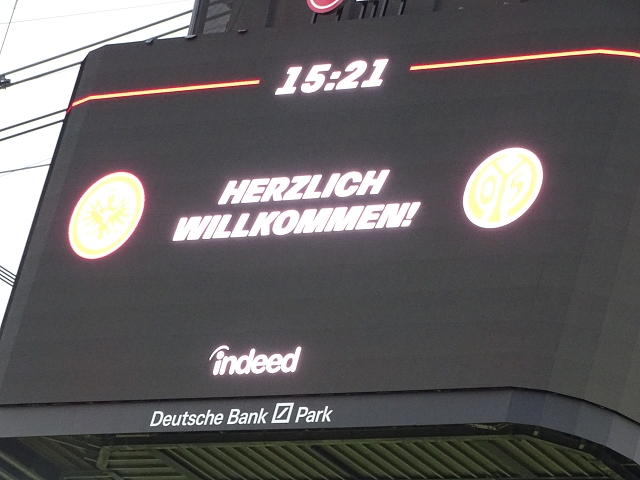 15:21
HERZLICH
WILLKOMMEN!
indeed
Deutsche Bank Park